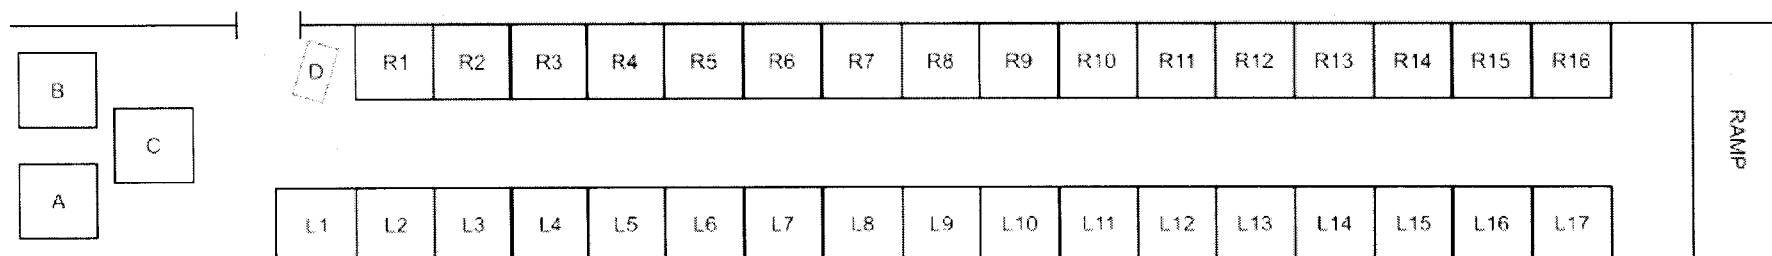 D R1 R2 R3 R4 R5 R6 R7 R8 R9 R10 R11 R12 R13 R14 R15 R16
B
C
RAMP
A
L1 L2 L3 L4 L5 L6 L7 L8 L9 L10 L11 L12 L13 L14 L15 L16 L17